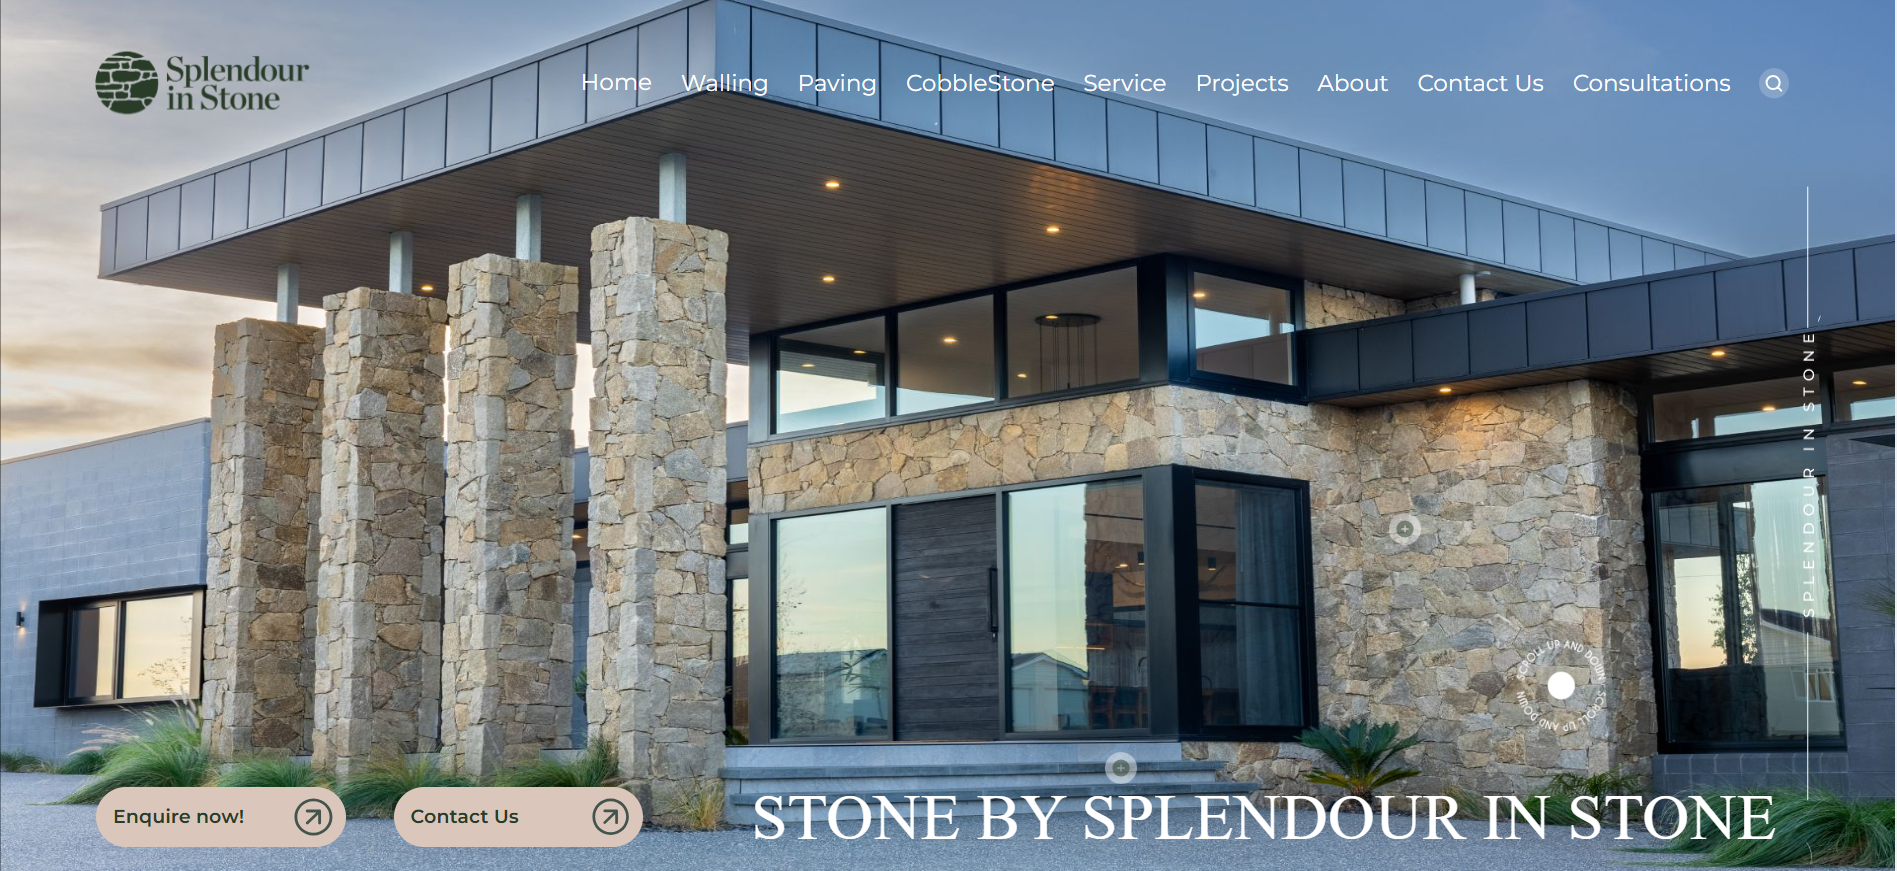 Splendour
in Stone
Home Walling Paving CobbleStone Service Projects About Contact Us Consultations
SPLENDOUR IN STONE
SCROLL UP AND DOWN
SCROLL UP AND DOWN
Enquire now!
Contact Us
STONE BY SPLENDOUR IN STONE